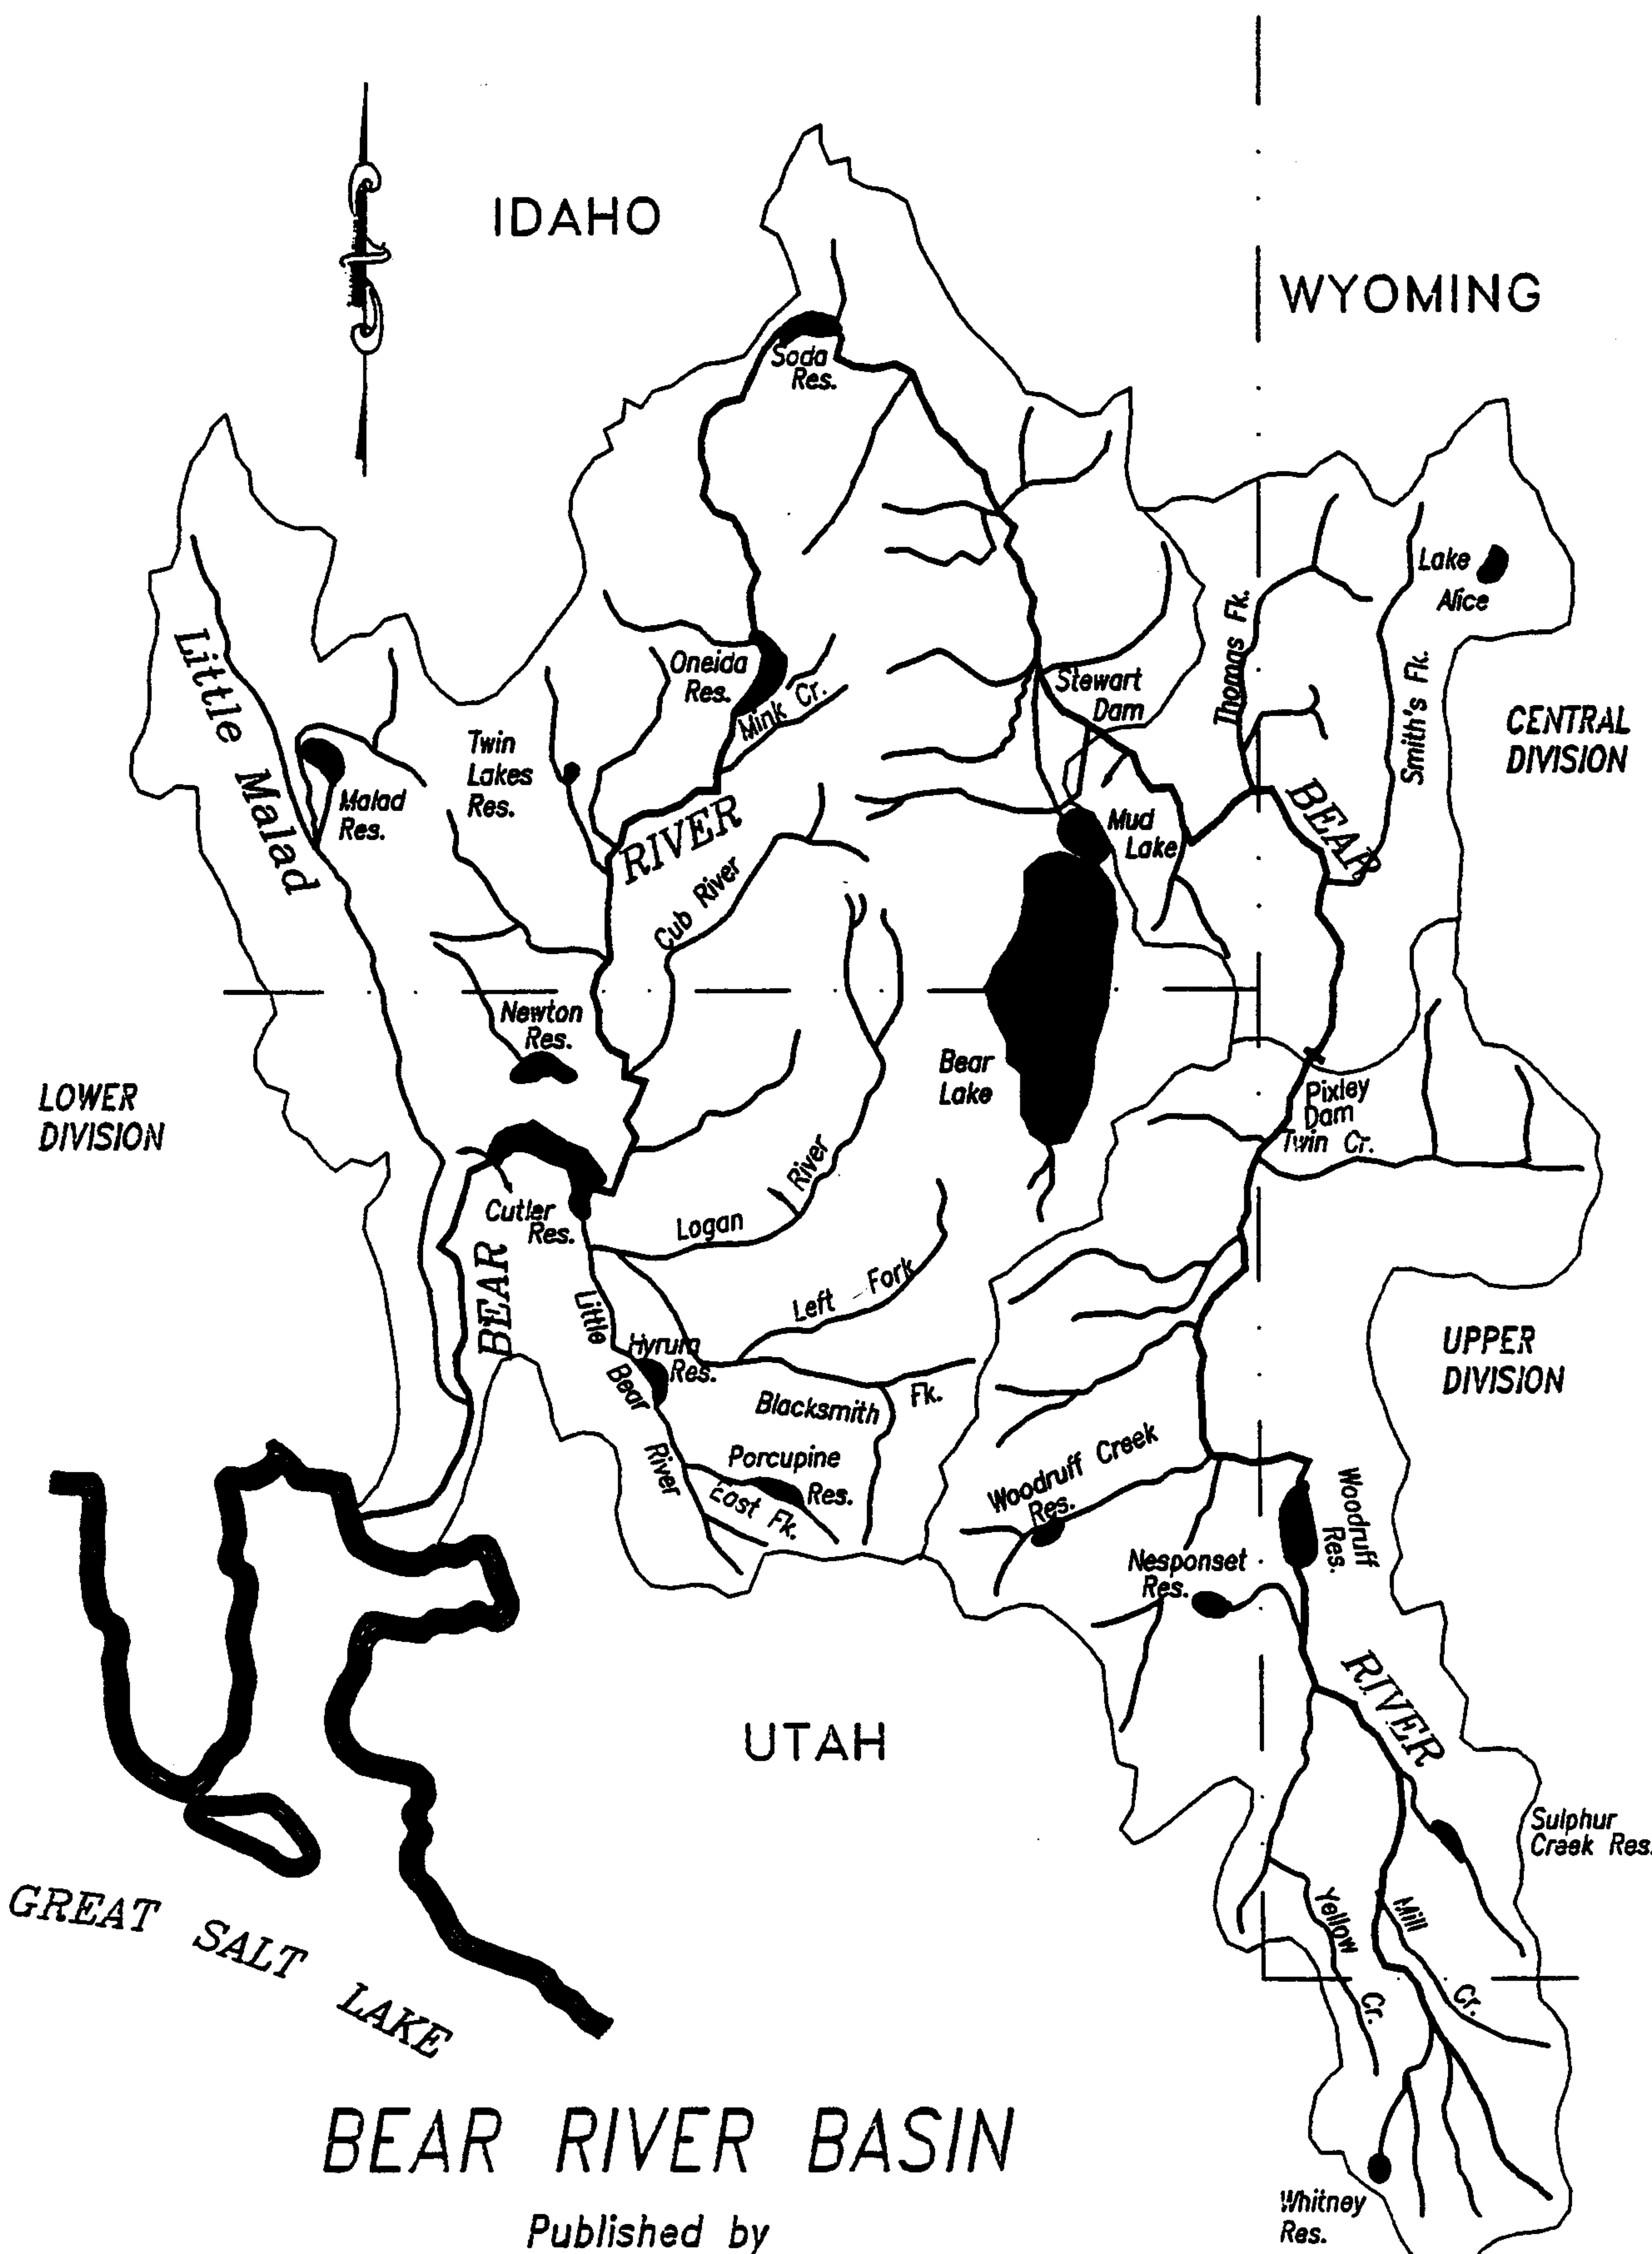 IDAHO
WYOMING
Soda
Res.
Lake
Alice
Thomas Fk.
Smith's Fk.
Little Malad
Oneida
Res.
Mink Cr.
Stewart
Dam
CENTRAL
DIVISION
Twin
Lakes
Res.
Malad
Res.
RIVER
BEAR
Mud
Lake
Cub River
Newton
Res.
Bear
Lake
LOWER
DIVISION
Pixley
Dam
Twin Cr.
Cutler
Res.
Logan River
BEAR
Left Fork
Little Bear River
Hyrum
Res.
UPPER
DIVISION
Blacksmith Fk.
Porcupine
Res.
East Fk.
Woodruff Creek
Res.
Woodruff
Res.
Nesponset
Res.
RIVER
UTAH
Sulphur
Creek Res.
GREAT SALT LAKE
Yellow Cr.
Mill Cr.
BEAR RIVER BASIN
Whitney
Res.
Published by